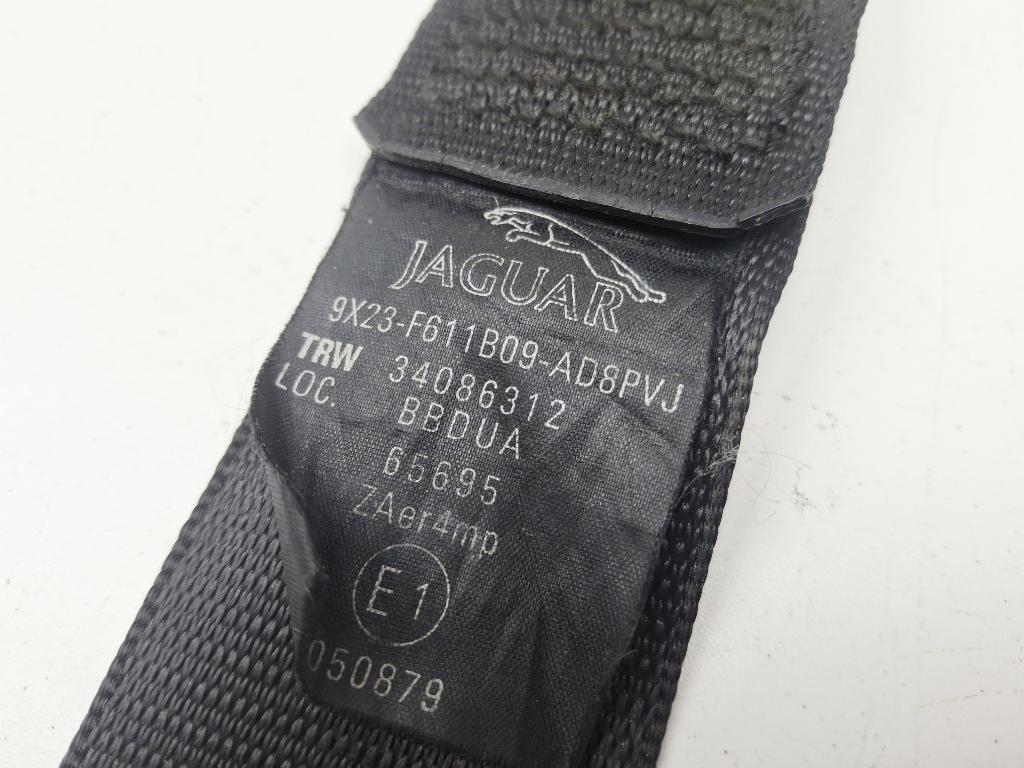 JAGUAR
9X23-F611B09-AD8PVJ
TRW 34086312
LOC. BBDUA
65695
ZAer4mp
E1
050879